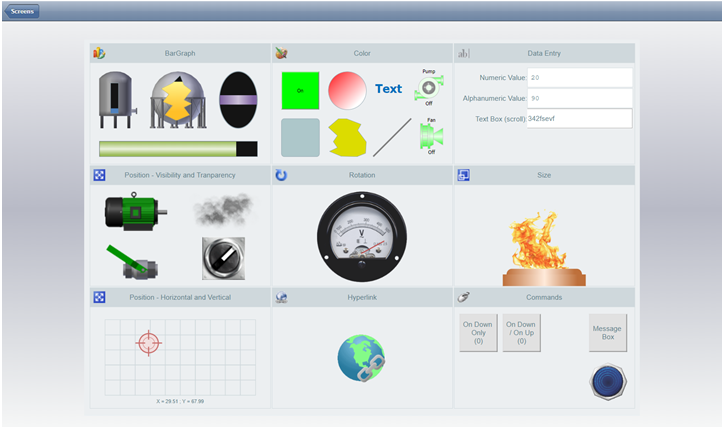 Screens
BarGraph
Color
Data Entry
On
Text
Pump
Off
Fan
Off
Numeric Value:
20
Alphanumeric Value:
90
Text Box (scroll)
342fsevf
Position - Visibility and Tranparency
Rotation
Size
V
Position - Horizontal and Vertical
Hyperlink
Commands
X = 29.51 ; Y = 67.99
On Down
Only
(0)
On Down
/ On Up
(0)
Message
Box